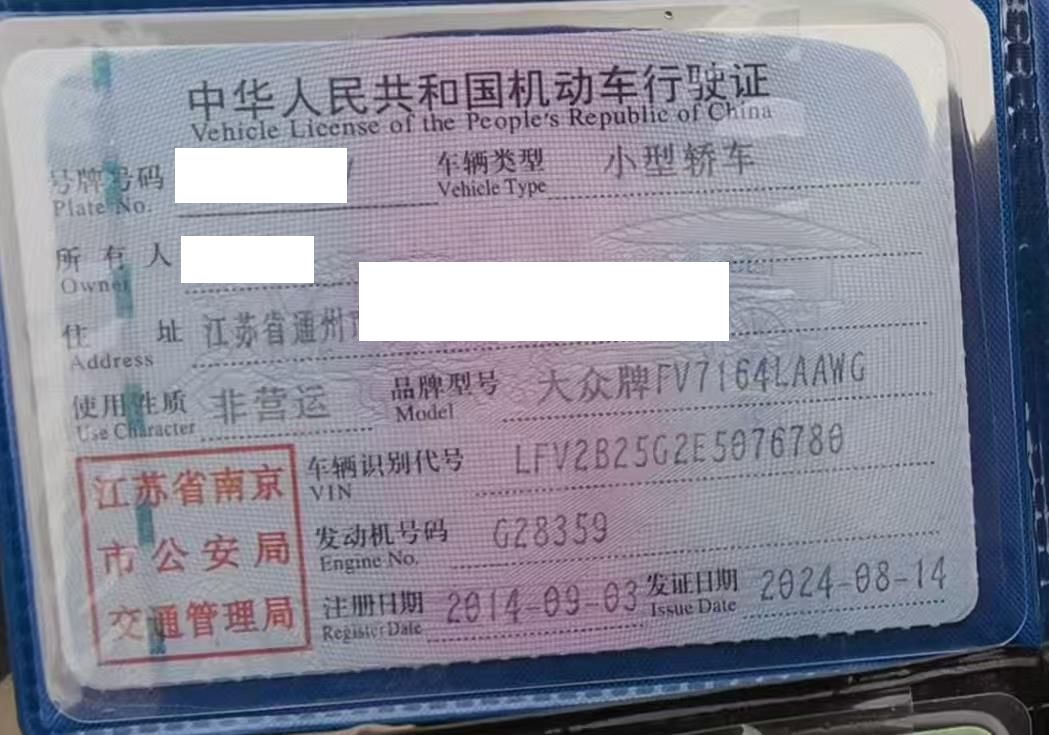 中华人民共和国机动车行驶证
Vehicle License of the People's Republic of China
号牌号码 车辆类型 小型轿车
Plate No. Vehicle Type
所有人
Owner
住址 江苏省通州
Address
使用性质 非营运 品牌型号 大众牌FV7164LAAWG
Use Character Model
江苏省南京
市公安局
交通管理局
车辆识别代号 LFV2B25G2E5076780
VIN
发动机号码 G28359
Engine No.
注册日期 2014-09-03 发证日期 2024-08-14
Register Date Issue Date